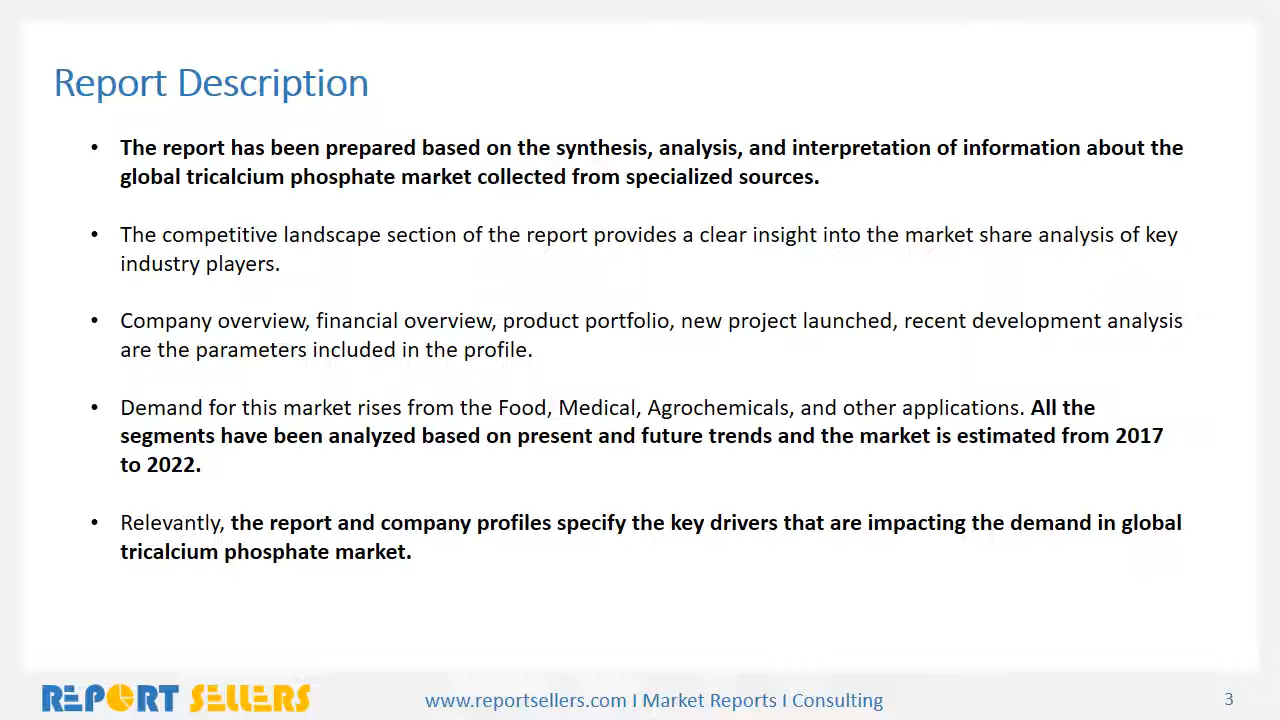 Report Description
• The report has been prepared based on the synthesis, analysis, and interpretation of information about the
global tricalcium phosphate market collected from specialized sources.
• The competitive landscape section of the report provides a clear insight into the market share analysis of key
industry players.
• Company overview, financial overview, product portfolio, new project launched, recent development analysis
are the parameters included in the profile.
• Demand for this market rises from the Food, Medical, Agrochemicals, and other applications. All the
segments have been analyzed based on present and future trends and the market is estimated from 2017
to 2022.
• Relevantly, the report and company profiles specify the key drivers that are impacting the demand in global
tricalcium phosphate market.
REPORT SELLERS
www.reportsellers.com I Market Reports I Consulting
3